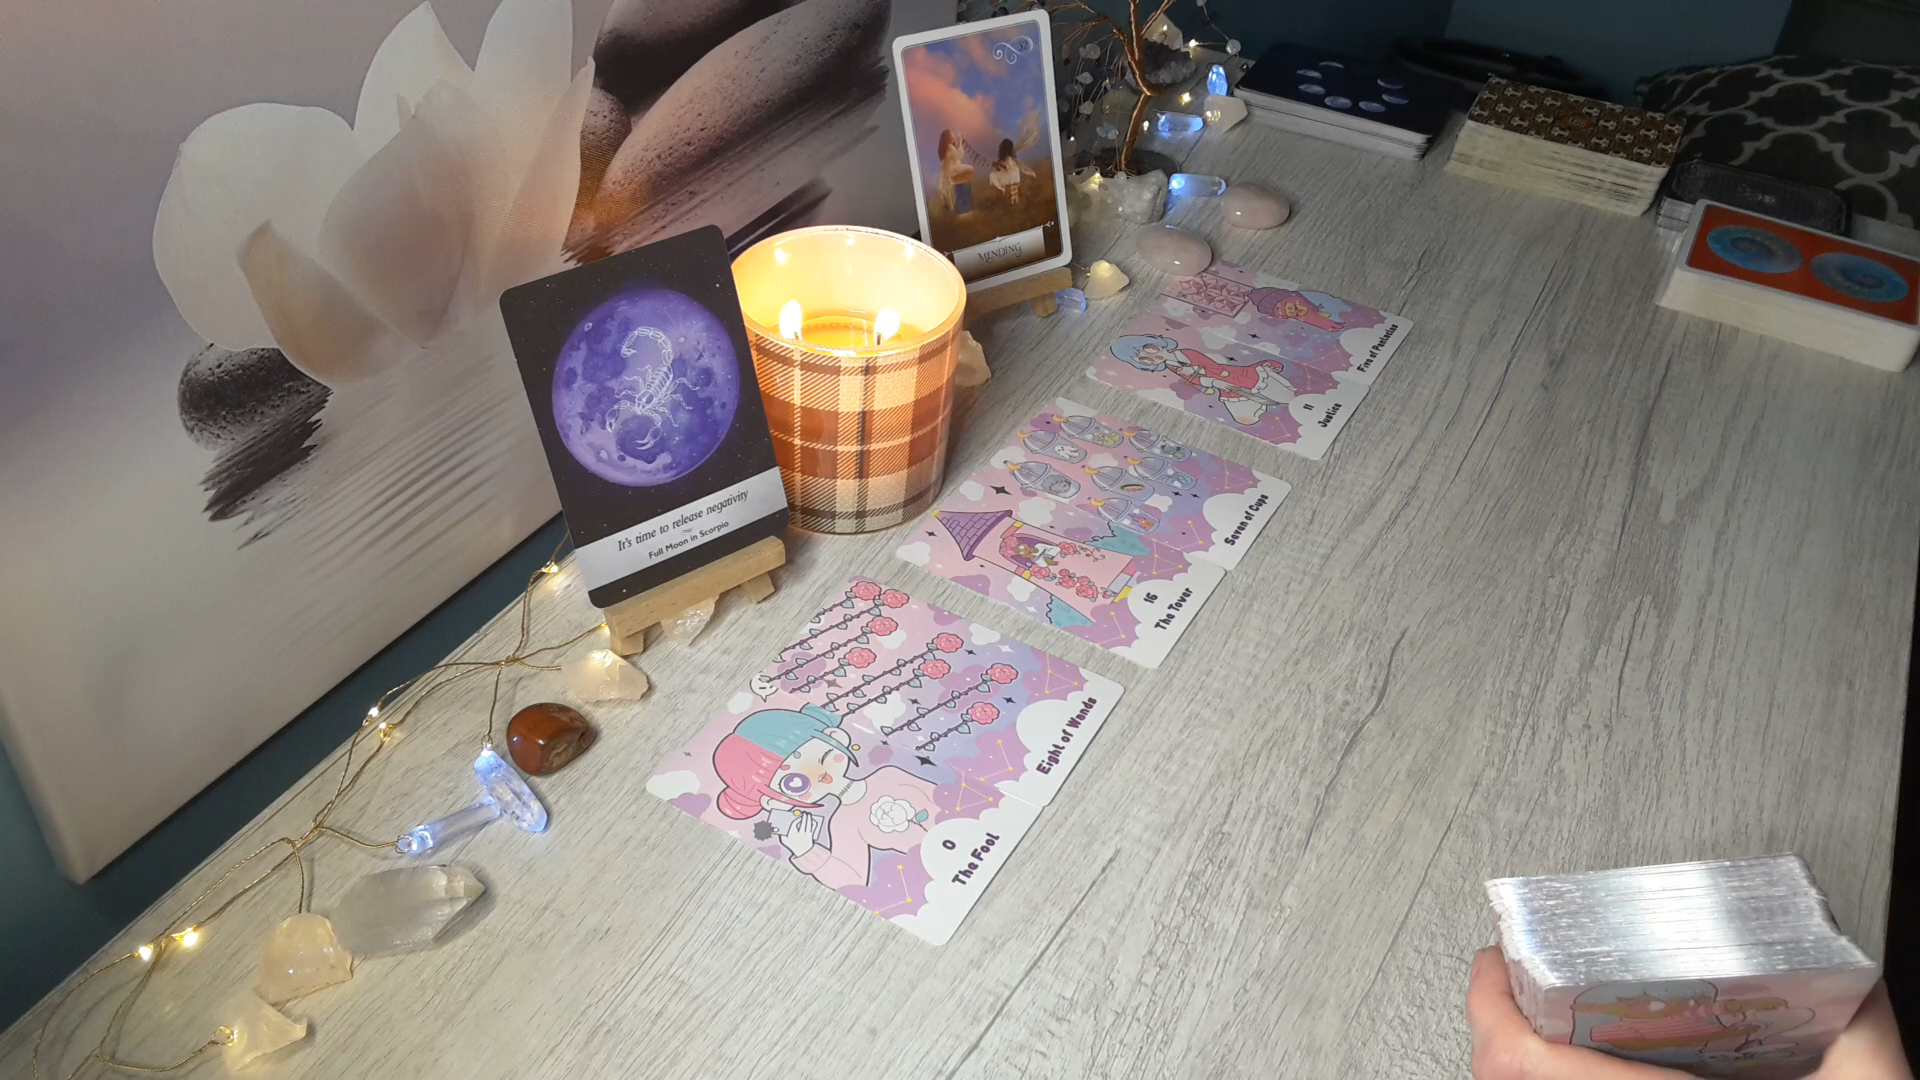 52
MENDING
It's time to release negativity
Full Moon in Scorpio
Five of Pentacles
11
Justice
Seven of Cups
16
The Tower
Eight of Wands
0
The Fool